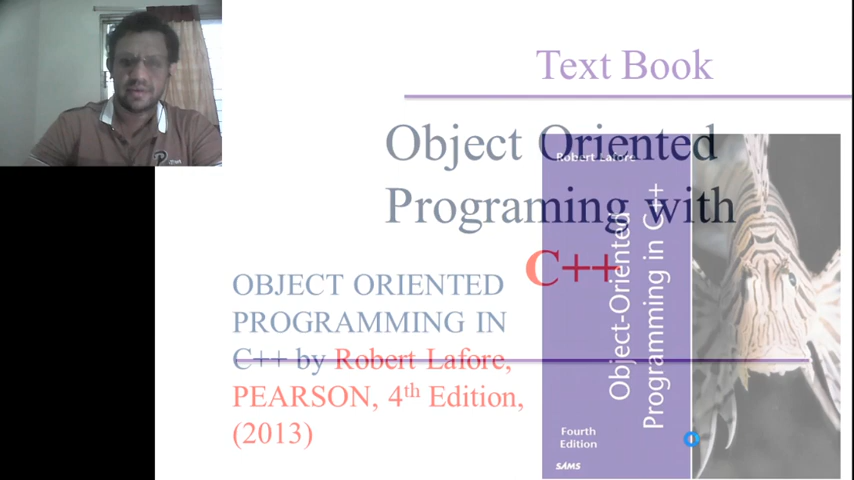 Text Book
Object Oriented
Programing with
C++
OBJECT ORIENTED
PROGRAMMING IN
C++ by Robert Lafore,
PEARSON, 4th Edition,
(2013)
Robert Lafore
Object-Oriented
Programming in C++
Fourth
Edition
SAMS